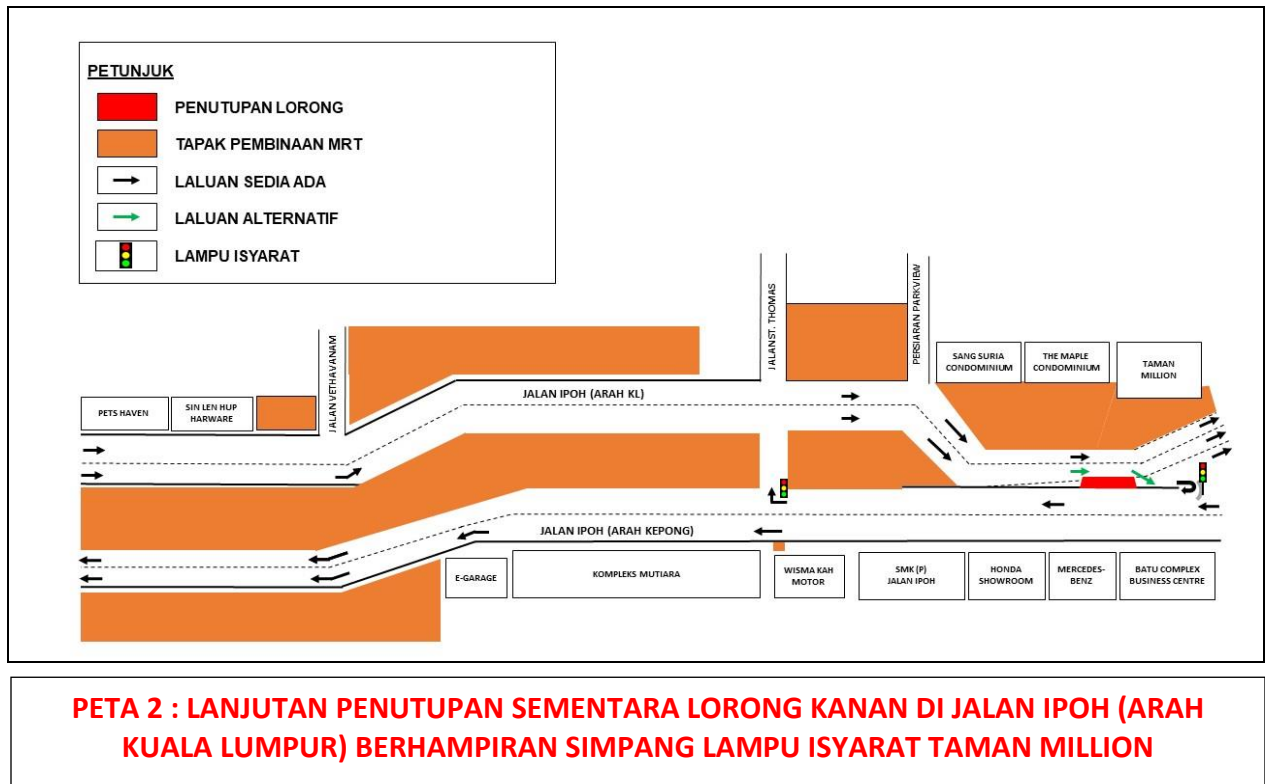 PETUNJUK
PENUTUPAN LORONG
TAPAK PEMBINAAN MRT
LALUAN SEDIA ADA
LALUAN ALTERNATIF
LAMPU ISYARAT
JALAN VETHAVANAM
JALAN ST. THOMAS
PERSIARAN PARKVIEW
SANG SURIA
CONDOMINIUM
THE MAPLE
CONDOMINIUM
TAMAN
MILLION
PETS HAVEN
SIN LEN HUP
HARWARE
JALAN IPOH (ARAH KL)
JALAN IPOH (ARAH KEPONG)
E-GARAGE
KOMPLEKS MUTIARA
WISMA KAH
MOTOR
SMK (P)
JALAN IPOH
HONDA
SHOWROOM
MERCEDES-
BENZ
BATU COMPLEX
BUSINESS CENTRE
PETA 2 : LANJUTAN PENUTUPAN SEMENTARA LORONG KANAN DI JALAN IPOH (ARAH
KUALA LUMPUR) BERHAMPIRAN SIMPANG LAMPU ISYARAT TAMAN MILLION